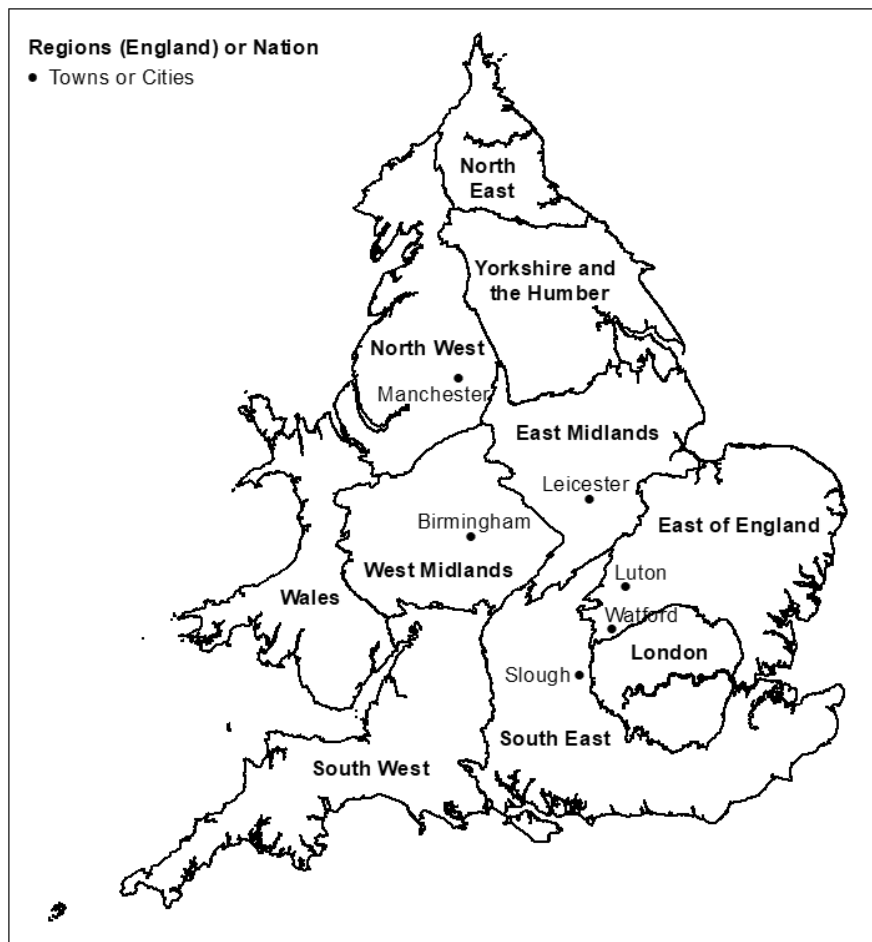 Regions (England) or Nation
Towns or Cities
North
East
Yorkshire and
the Humber
North West
Manchester
East Midlands
Leicester
Birmingham
East of England
West Midlands
Luton
Wales
Watford
London
Slough
South East
South West